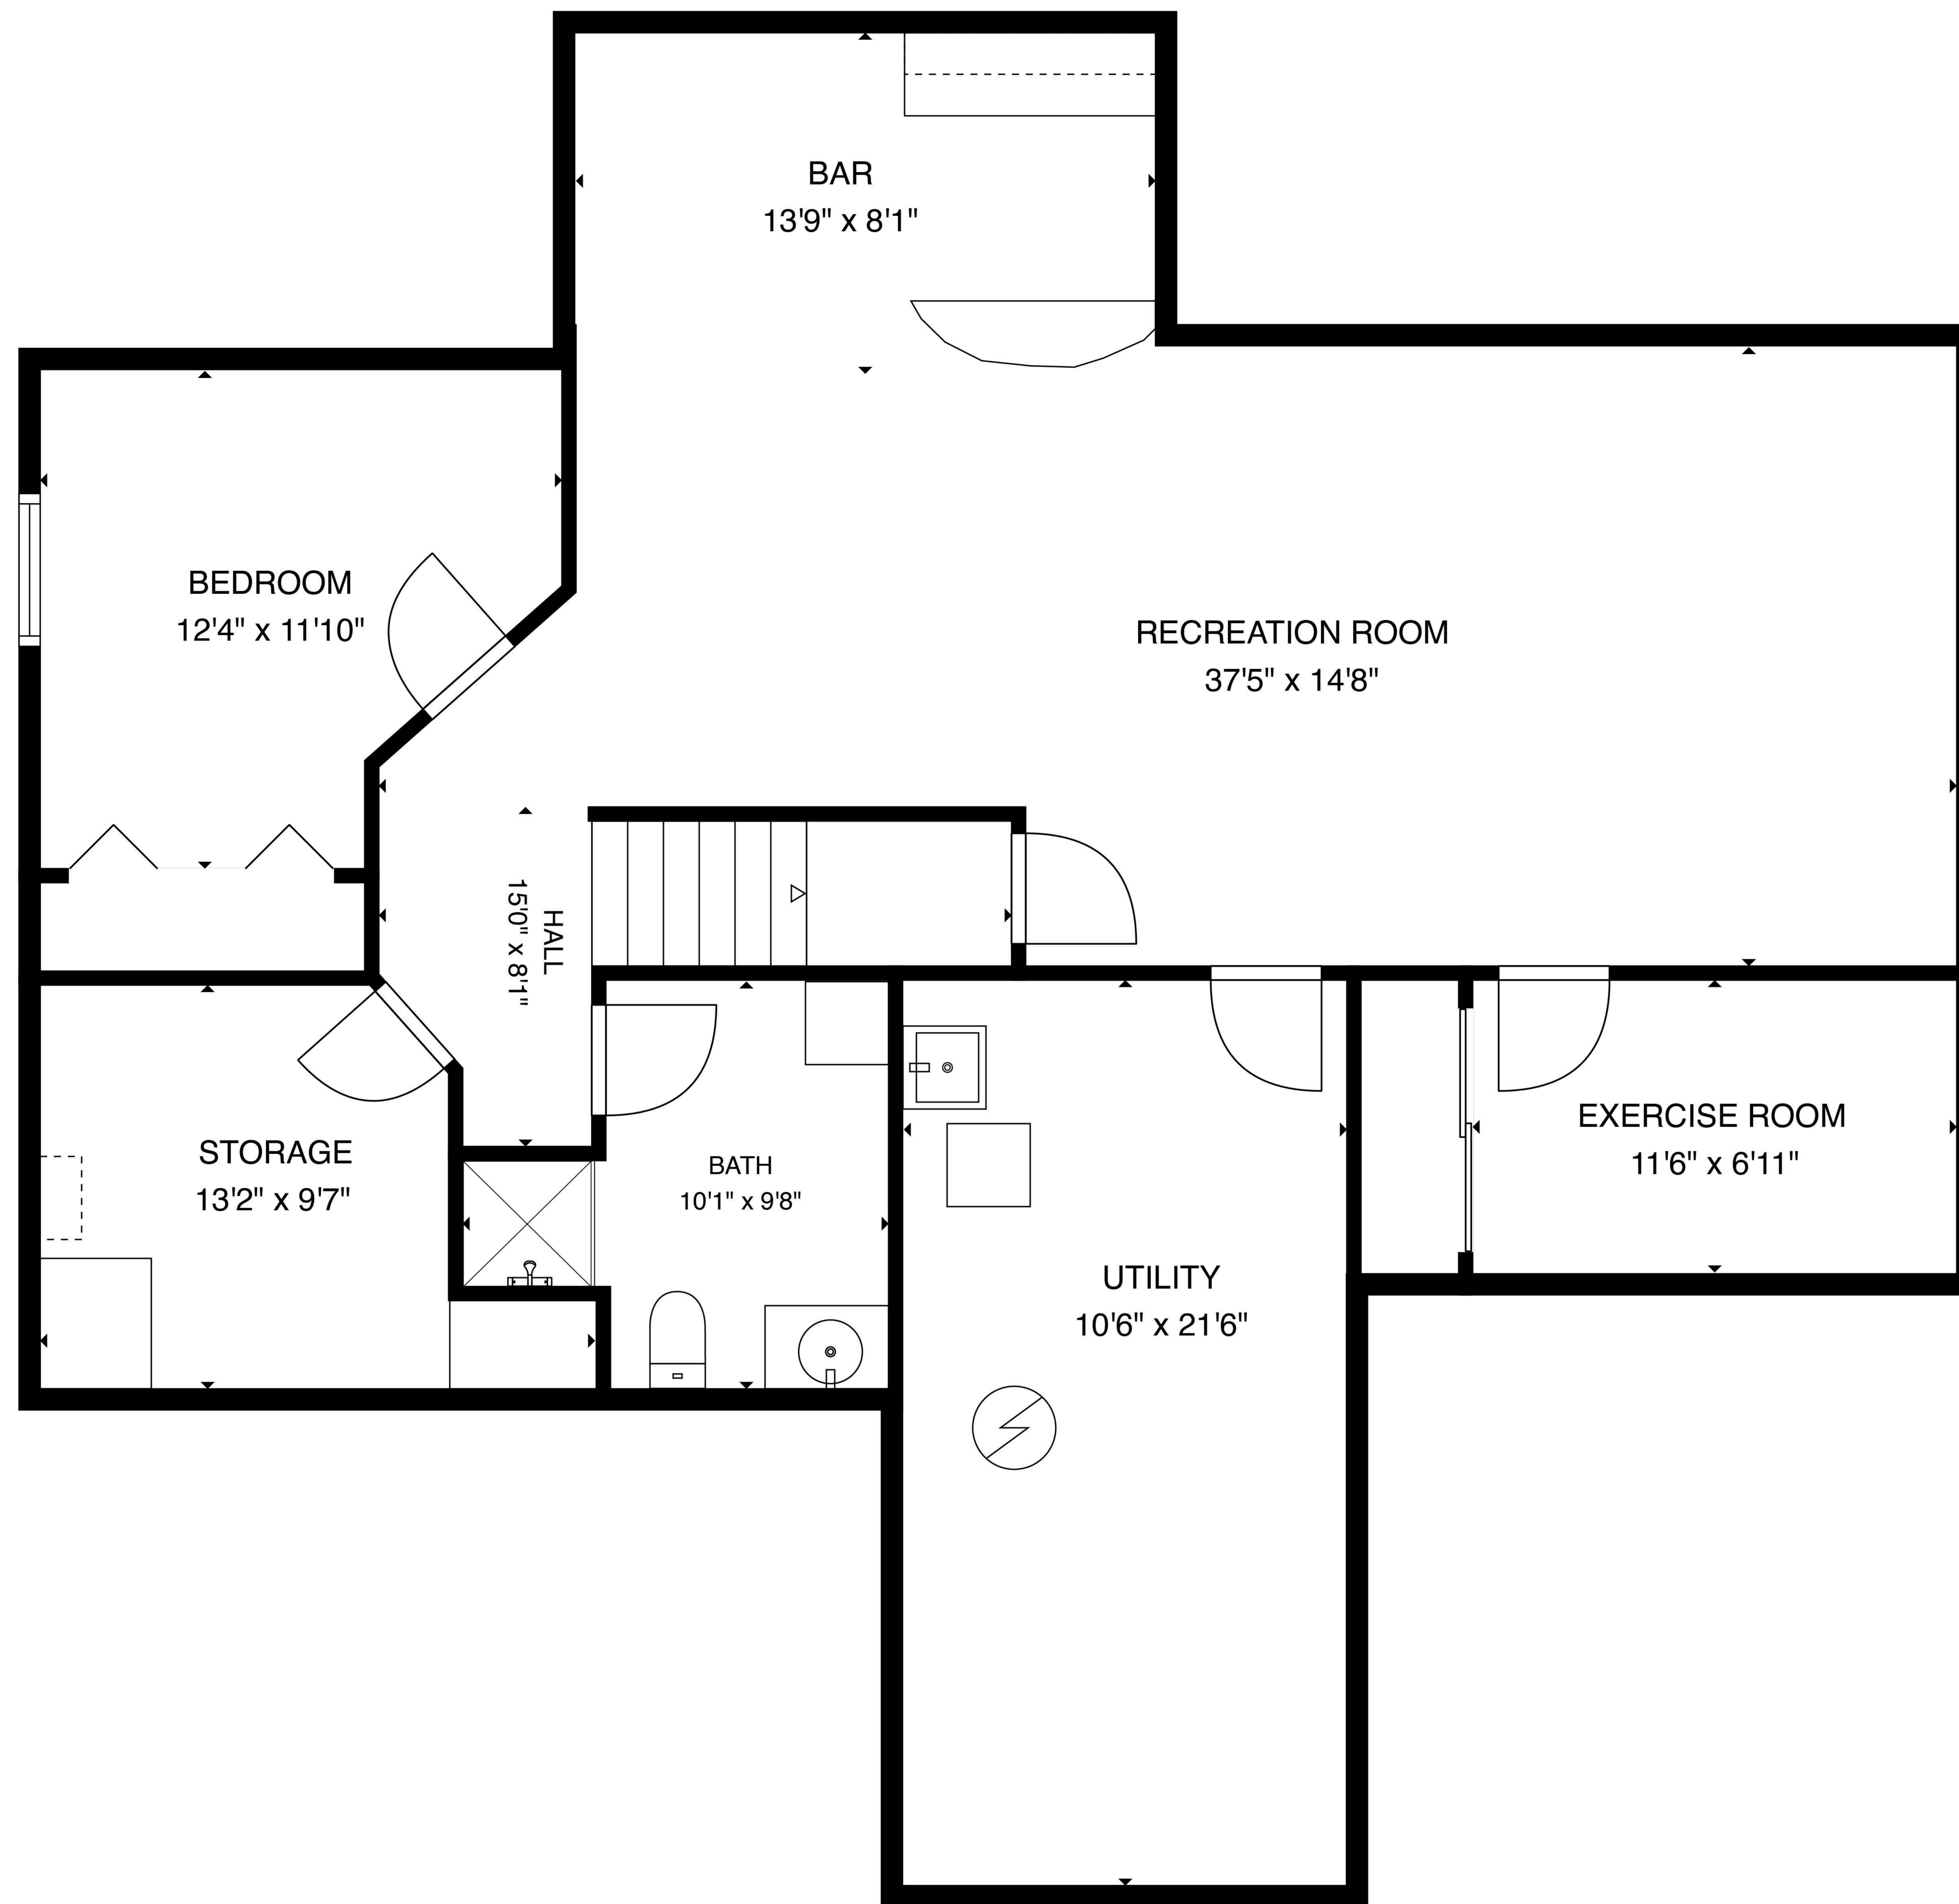 BAR
13'9" x 8'1"
BEDROOM
12'4" x 11'10"
RECREATION ROOM
37'5" x 14'8"
HALL
15'0" x 8'1"
STORAGE
13'2" x 9'7"
BATH
10'1" x 9'8"
EXERCISE ROOM
11'6" x 6'11"
UTILITY
10'6" x 21'6"